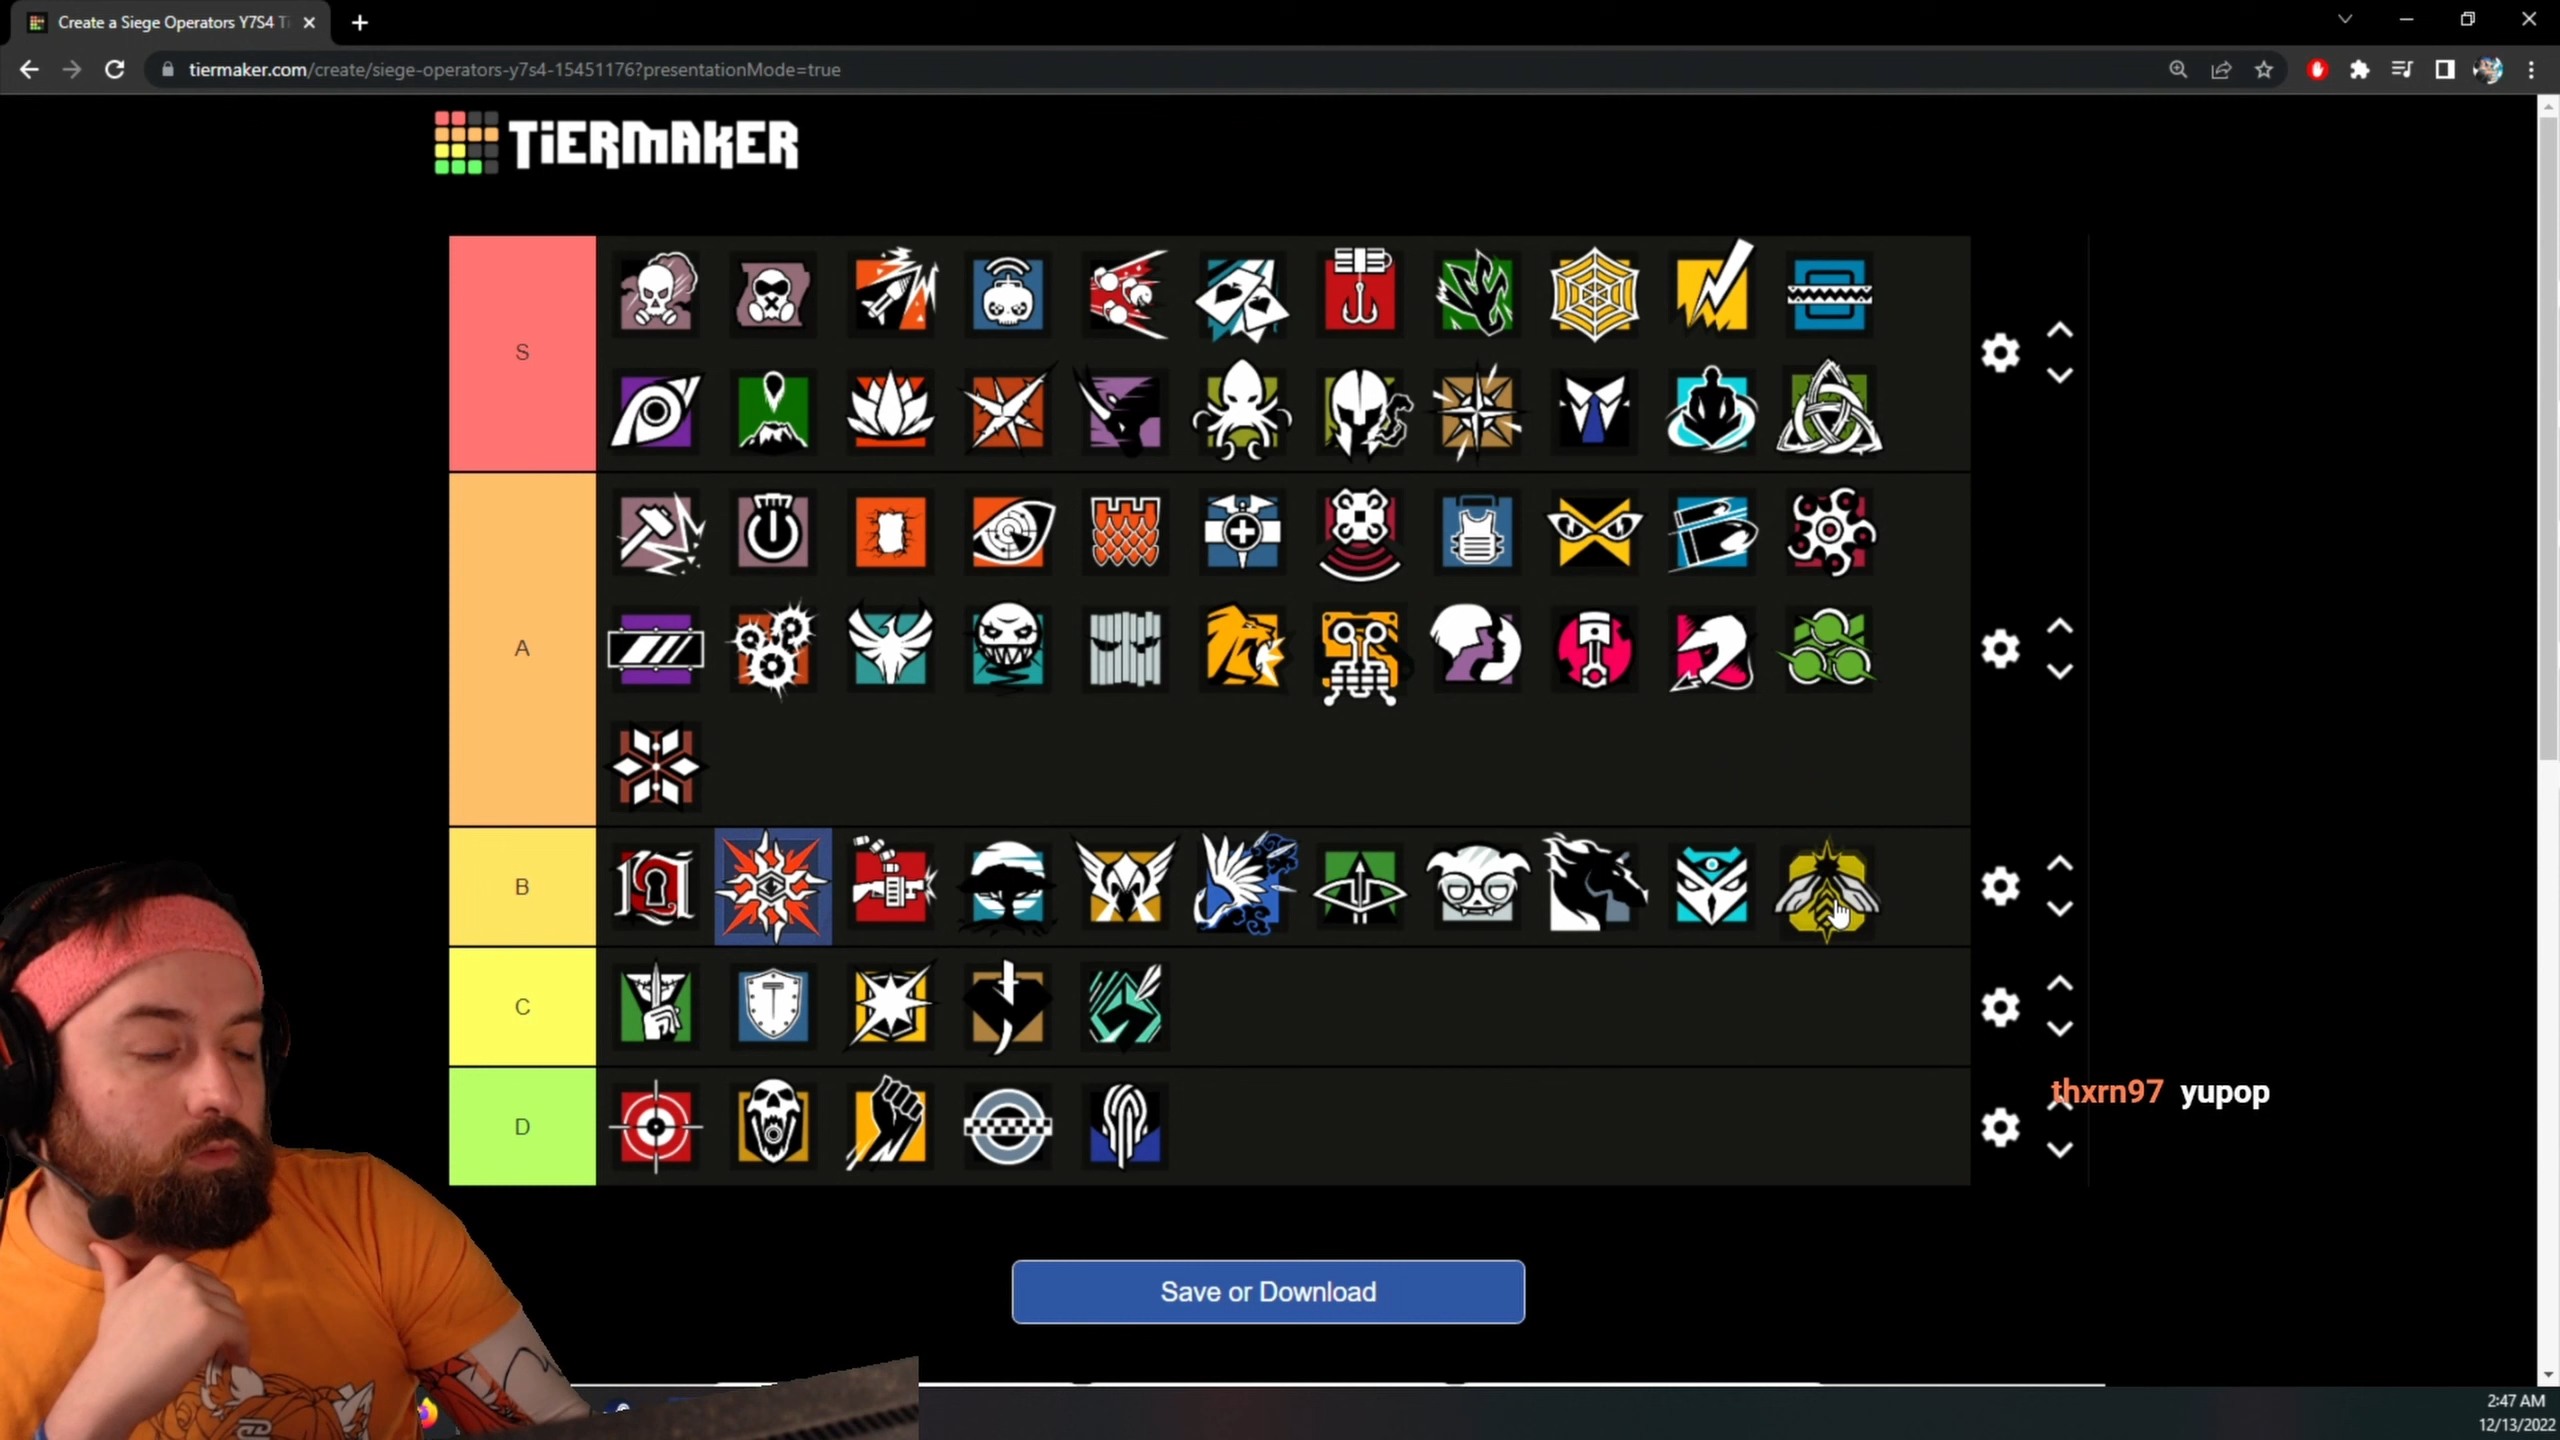 Create a Siege Operators Y7S4 Ti
tiermaker.com/create/siege-operators-y7s4-15451176?presentationMode=true
TiERMAKER
S
A
B
C
D
thxrn97 yupop
Save or Download
2:47 AM
12/13/2022